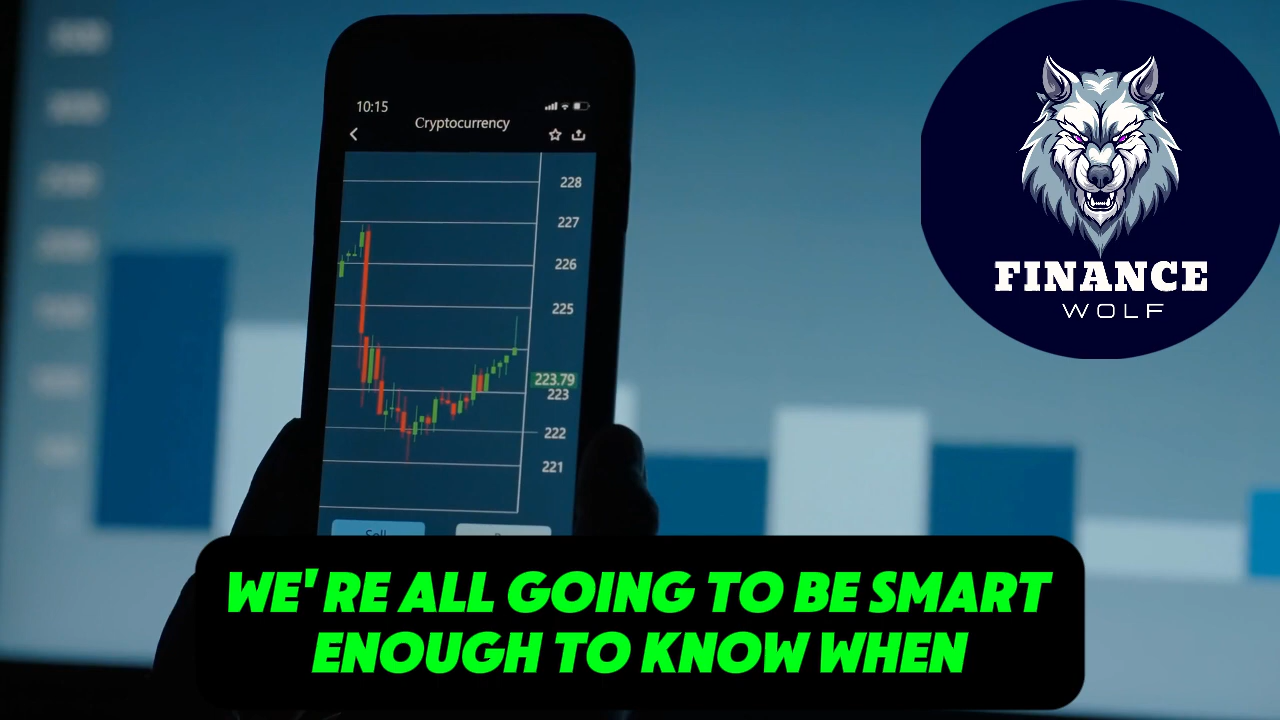 10:15
Cryptocurrency
228
227
226
225
223.79
223
222
221
Sell
FINANCE
WOLF
WE'RE ALL GOING TO BE SMART
ENOUGH TO KNOW WHEN